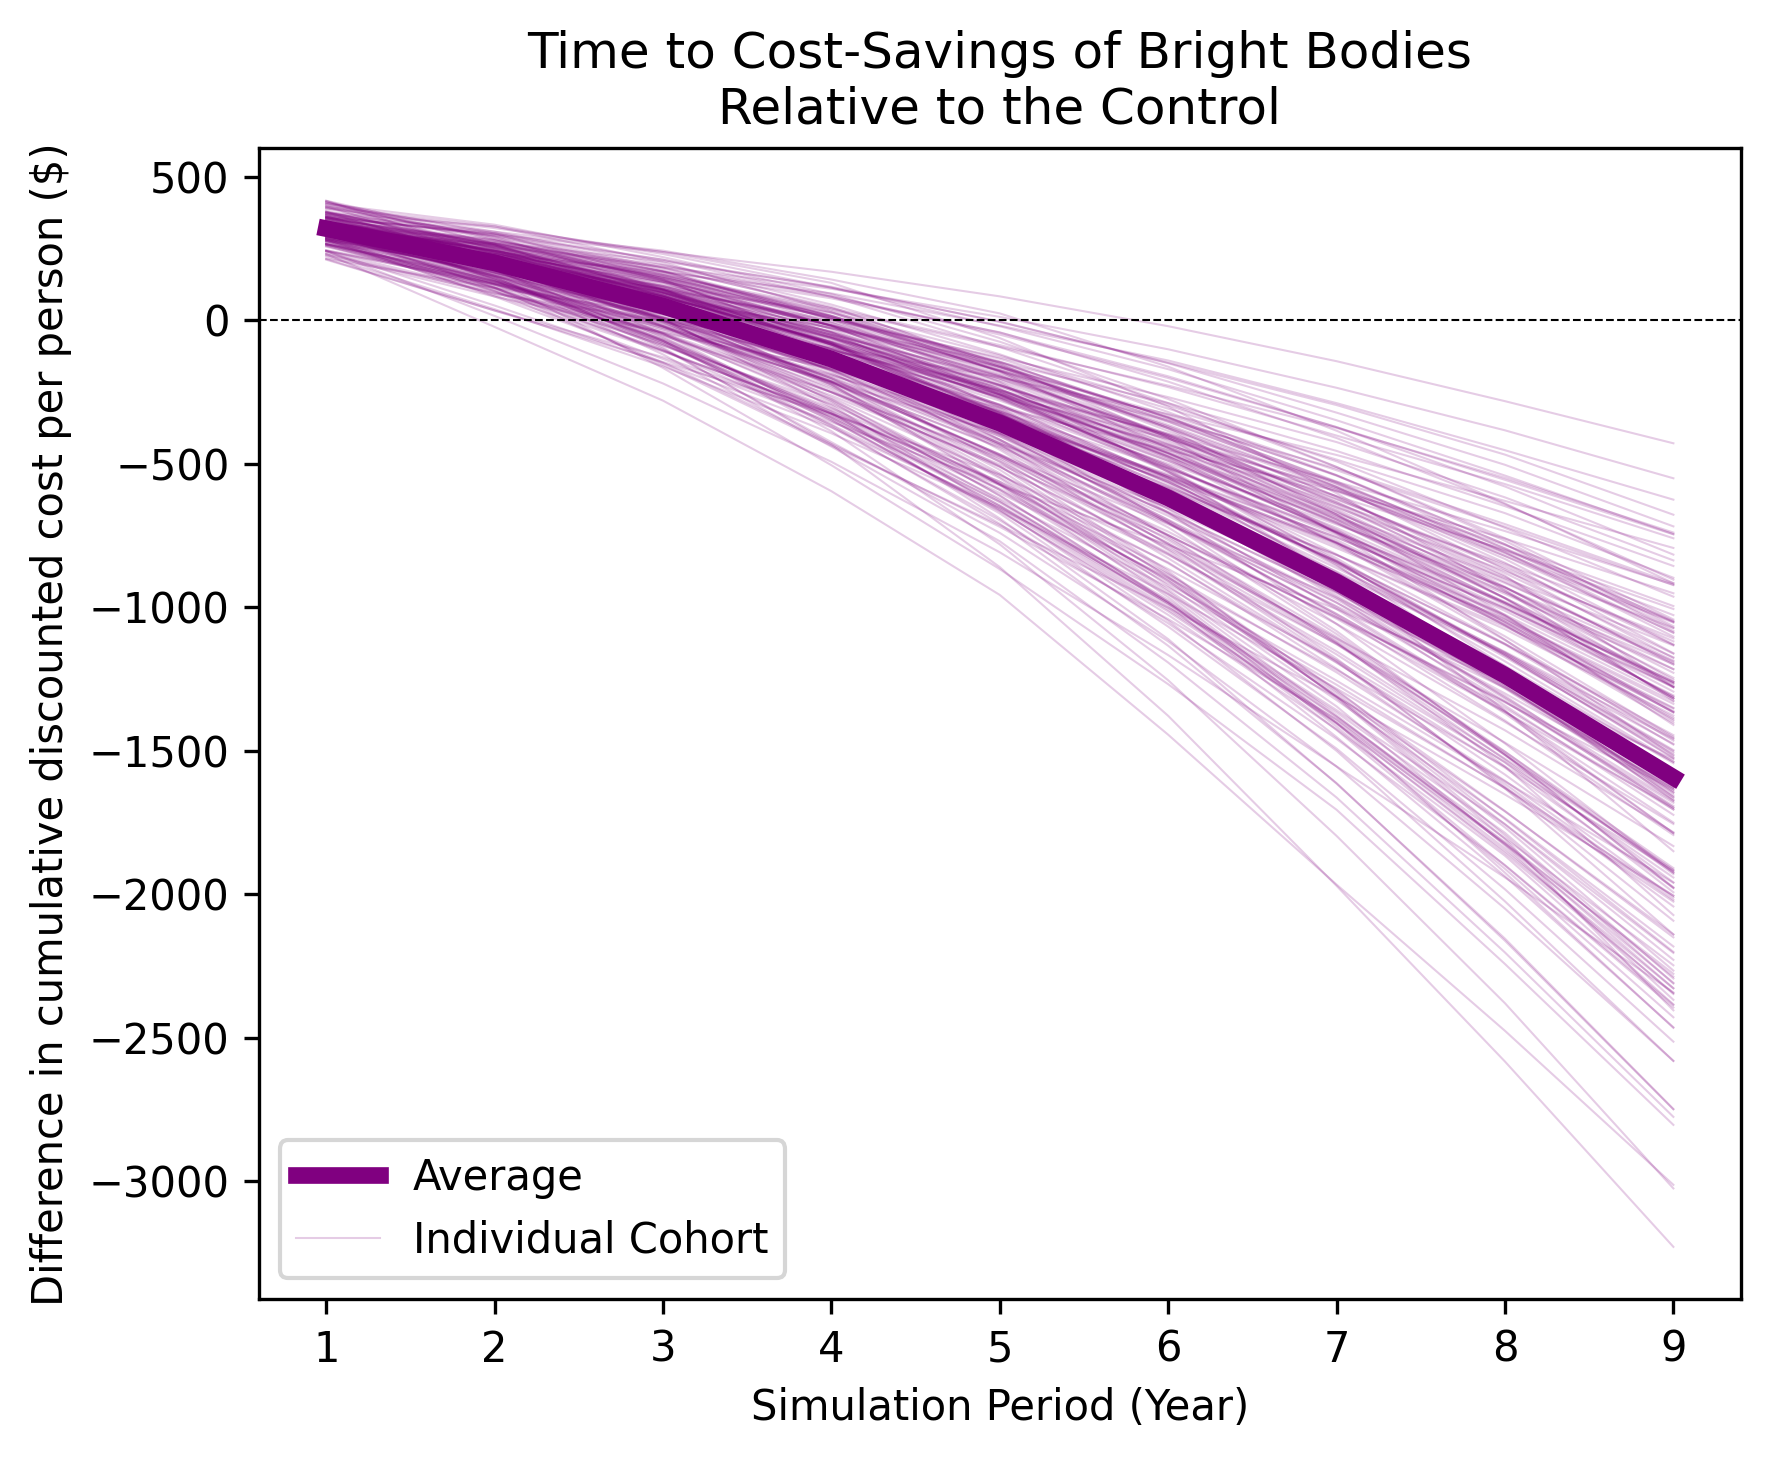 Time to Cost-Savings of Bright Bodies
Relative to the Control
Difference in cumulative discounted cost per person ($)
500
0
−500
−1000
−1500
−2000
−2500
−3000
Average
Individual Cohort
1 2 3 4 5 6 7 8 9
Simulation Period (Year)